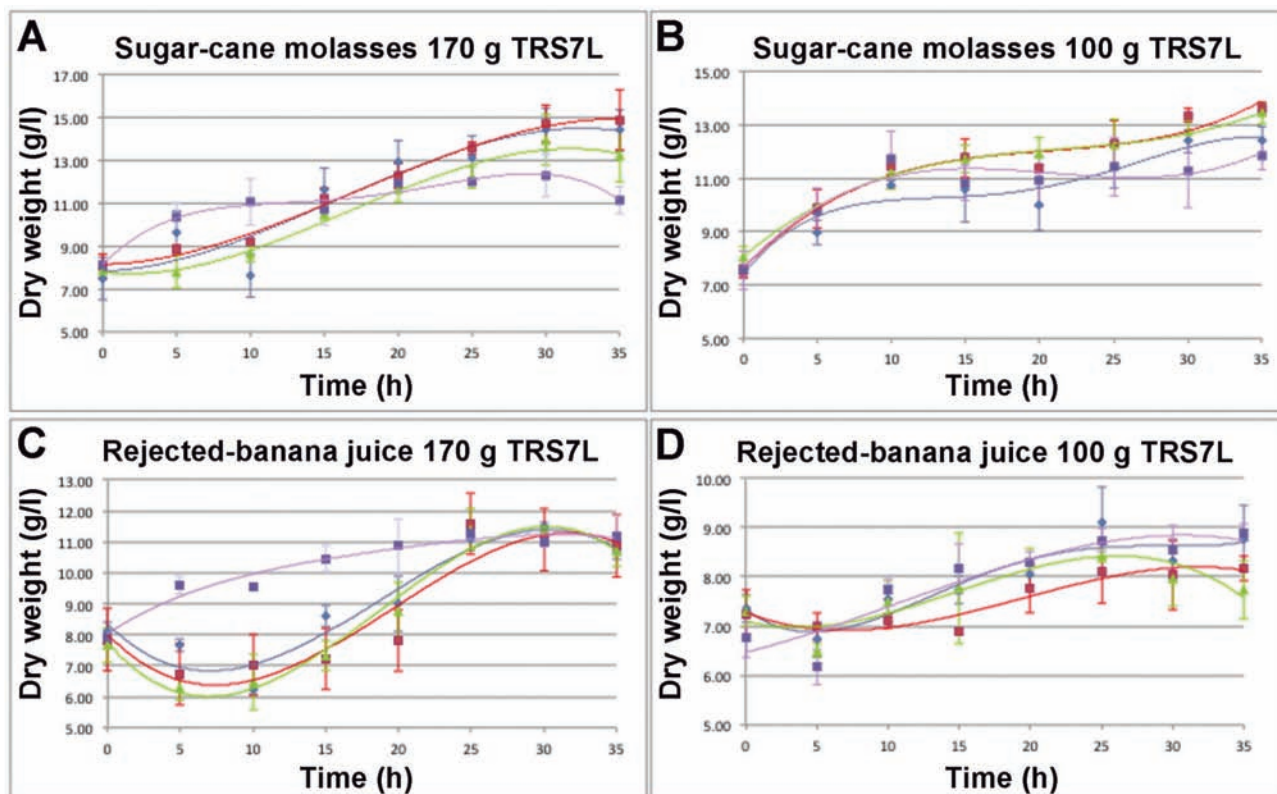 A
Sugar-cane molasses 170 g TRS7L
Dry weight (g/l)
17.00
15.00
13.00
11.00
9.00
7.00
5.00
0 5 10 15 20 25 30 35
Time (h)
B
Sugar-cane molasses 100 g TRS7L
Dry weight (g/l)
15.00
13.00
11.00
9.00
7.00
5.00
0 5 10 15 20 25 30 35
Time (h)
C
Rejected-banana juice 170 g TRS7L
Dry weight (g/l)
13.00
12.00
11.00
10.00
9.00
8.00
7.00
6.00
5.00
0 5 10 15 20 25 30 35
Time (h)
D
Rejected-banana juice 100 g TRS7L
Dry weight (g/l)
10.00
9.00
8.00
7.00
6.00
5.00
0 5 10 15 20 25 30 35
Time (h)